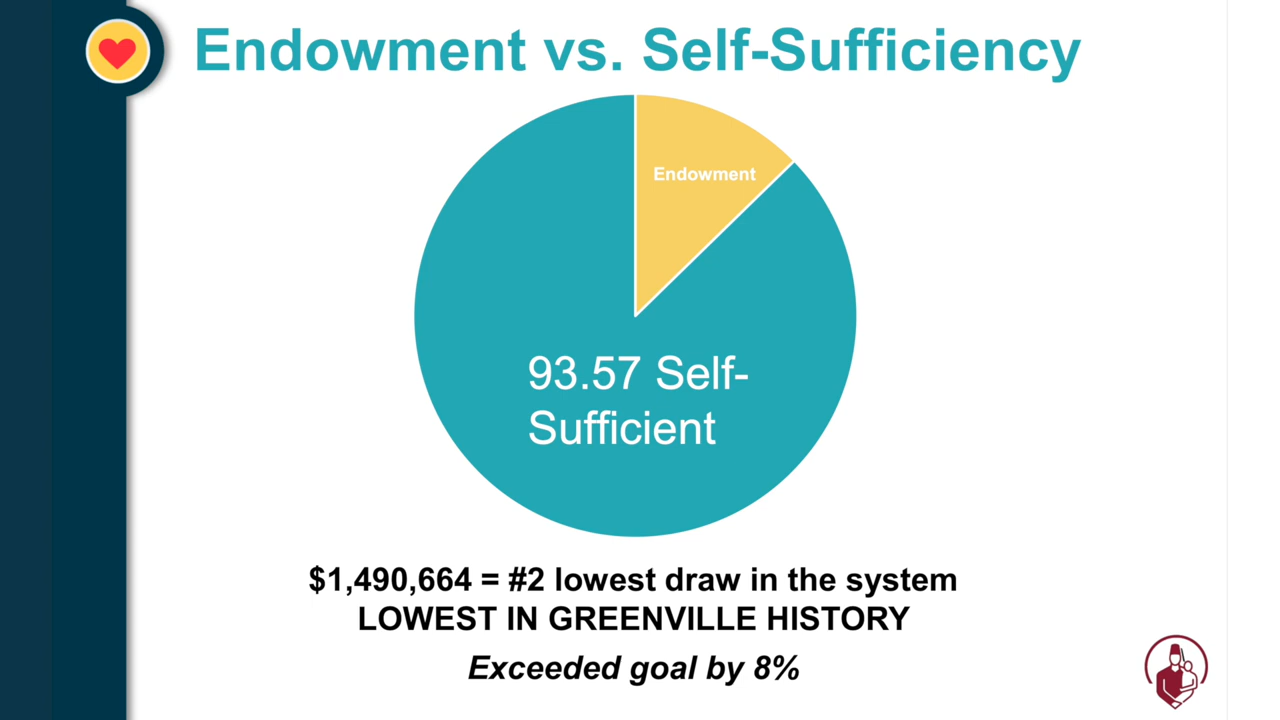 Endowment vs. Self-Sufficiency
Endowment
93.57 Self-
Sufficient
$1,490,664 = #2 lowest draw in the system
LOWEST IN GREENVILLE HISTORY
Exceeded goal by 8%